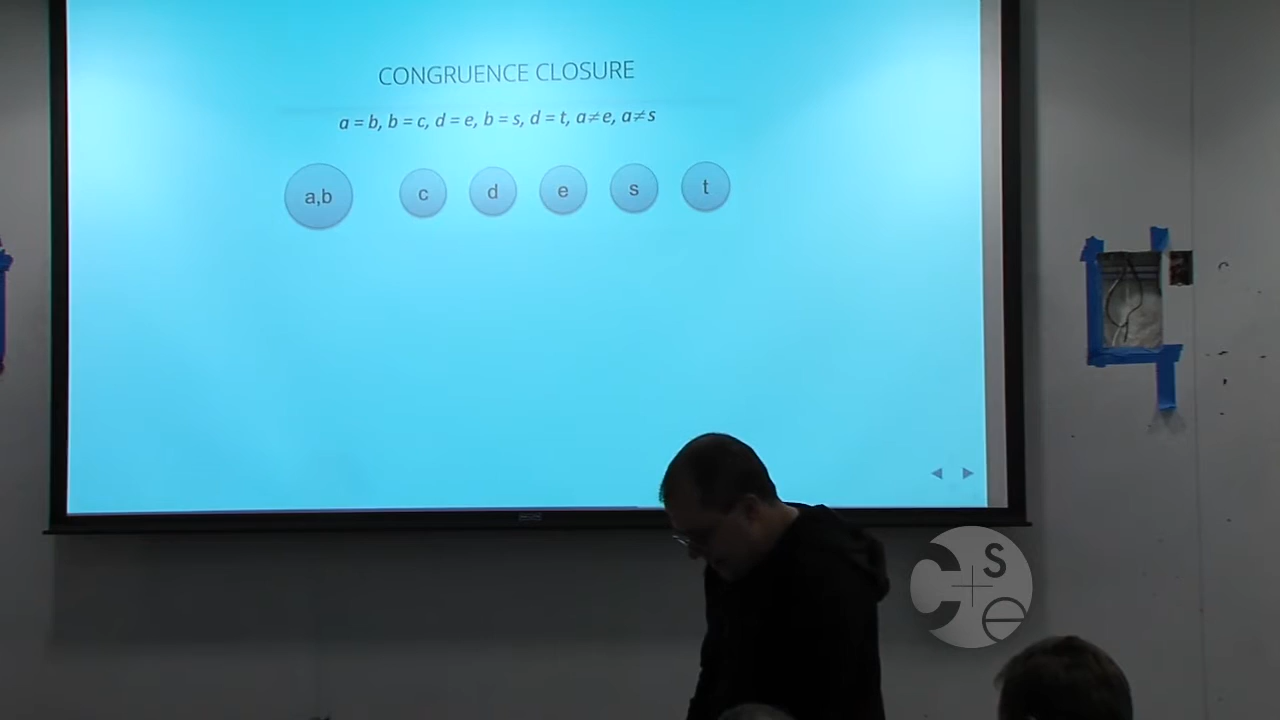 CONGRUENCE CLOSURE
a = b, b = c, d = e, b = s, d = t, a≠e, a≠s
a,b c d e s t
C S e